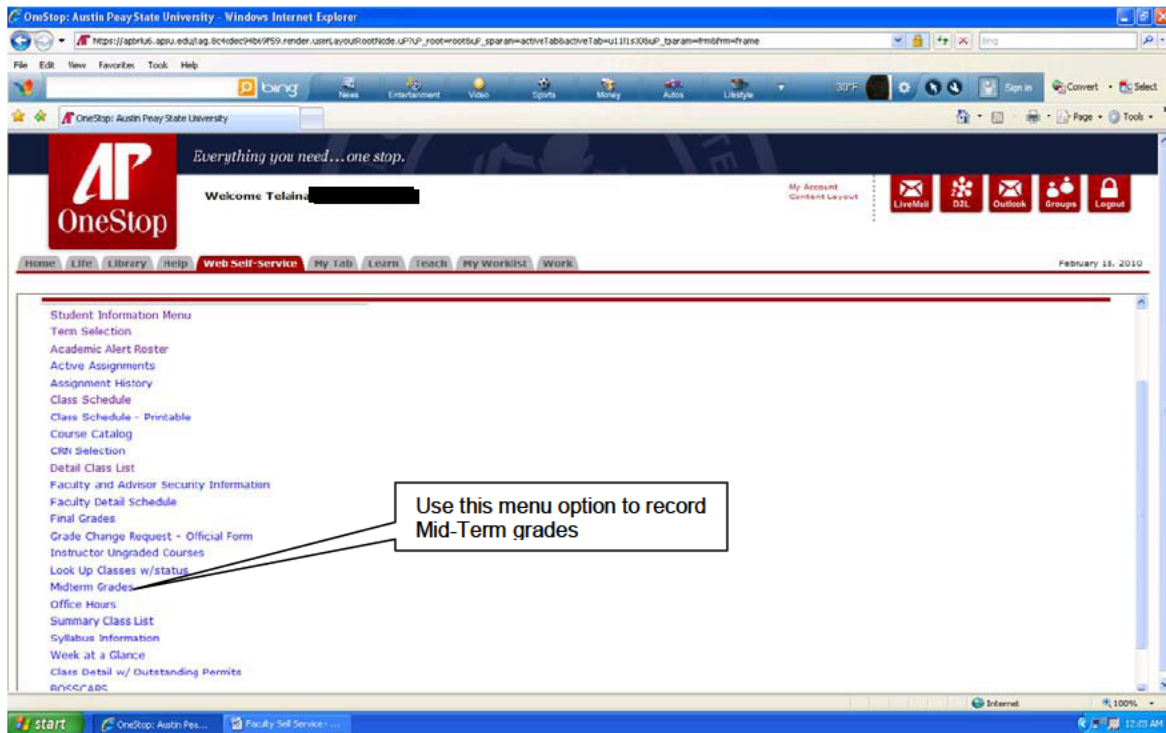 OneStop: Austin Peay State University - Windows Internet Explorer
File Edit View Favorites Tools Help
bing News Entertainment Video Sports Money Autos Lifestyle 30°F Sign in Convert Select
OneStop: Austin Peay State University Page Tools
AP Everything you need...one stop.
OneStop
Welcome Telaina
My Account
Content Layout
LiveMail D2L Outlook Groups Logout
Home Life Library Help Web Self-Service My Tab Learn Teach My Worklist Work
Student Information Menu
Term Selection
Academic Alert Roster
Active Assignments
Assignment History
Class Schedule
Class Schedule - Printable
Course Catalog
CRN Selection
Detail Class List
Faculty and Advisor Security Information
Faculty Detail Schedule
Final Grades
Grade Change Request - Official Form
Instructor Ungraded Courses
Look Up Classes w/status
Midterm Grades
Office Hours
Summary Class List
Syllabus Information
Week at a Glance
Class Detail w/ Outstanding Permits
Use this menu option to record
Mid-Term grades
Internet 100%
start OneStop: Austin Pea... Faculty Self Service - ... 12:03 AM